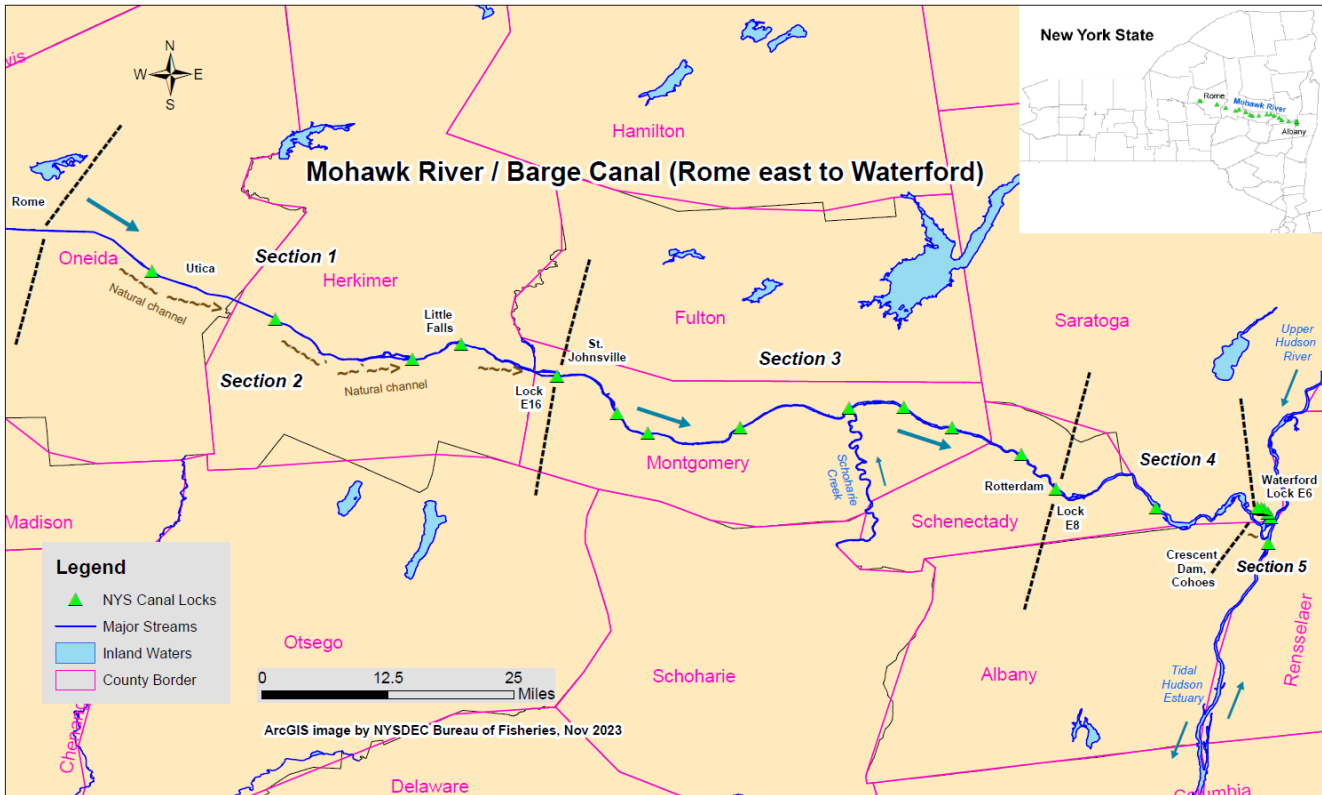 New York State
Rome
Mohawk River
Albany
N
W E
S
Hamilton
Mohawk River / Barge Canal (Rome east to Waterford)
Rome
Oneida
Utica
Section 1
Herkimer
Natural channel
Little
Falls
Fulton
Saratoga
Upper
Hudson
River
St.
Johnsville
Section 3
Section 2
Natural channel
Lock
E16
Montgomery
Schoharie
Creek
Section 4
Rotterdam
Waterford
Lock E6
Lock
E8
Schenectady
Madison
Crescent
Dam,
Cohoes
Section 5
Rensselaer
Legend
NYS Canal Locks
Major Streams
Inland Waters
County Border
Otsego
Schoharie
Albany
Tidal
Hudson
Estuary
0 12.5 25
Miles
ArcGIS image by NYSDEC Bureau of Fisheries, Nov 2023
Delaware